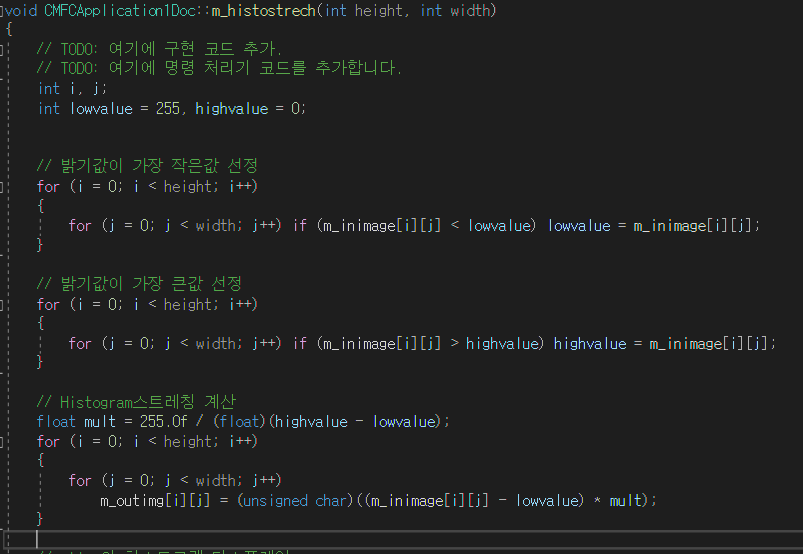 void CMFCApplication1Doc::m_histostrech(int height, int width)
{
// TODO: 여기에 구현 코드 추가.
// TODO: 여기에 명령 처리기 코드를 추가합니다.
int i, j;
int lowvalue = 255, highvalue = 0;
// 밝기값이 가장 작은값 선정
for (i = 0; i < height; i++)
{
for (j = 0; j < width; j++) if (m_inimage[i][j] < lowvalue) lowvalue = m_inimage[i][j];
}
// 밝기값이 가장 큰값 선정
for (i = 0; i < height; i++)
{
for (j = 0; j < width; j++) if (m_inimage[i][j] > highvalue) highvalue = m_inimage[i][j];
}
// Histogram스트레칭 계산
float mult = 255.0f / (float)(highvalue - lowvalue);
for (i = 0; i < height; i++)
{
for (j = 0; j < width; j++)
m_outimg[i][j] = (unsigned char)((m_inimage[i][j] - lowvalue) * mult);
}